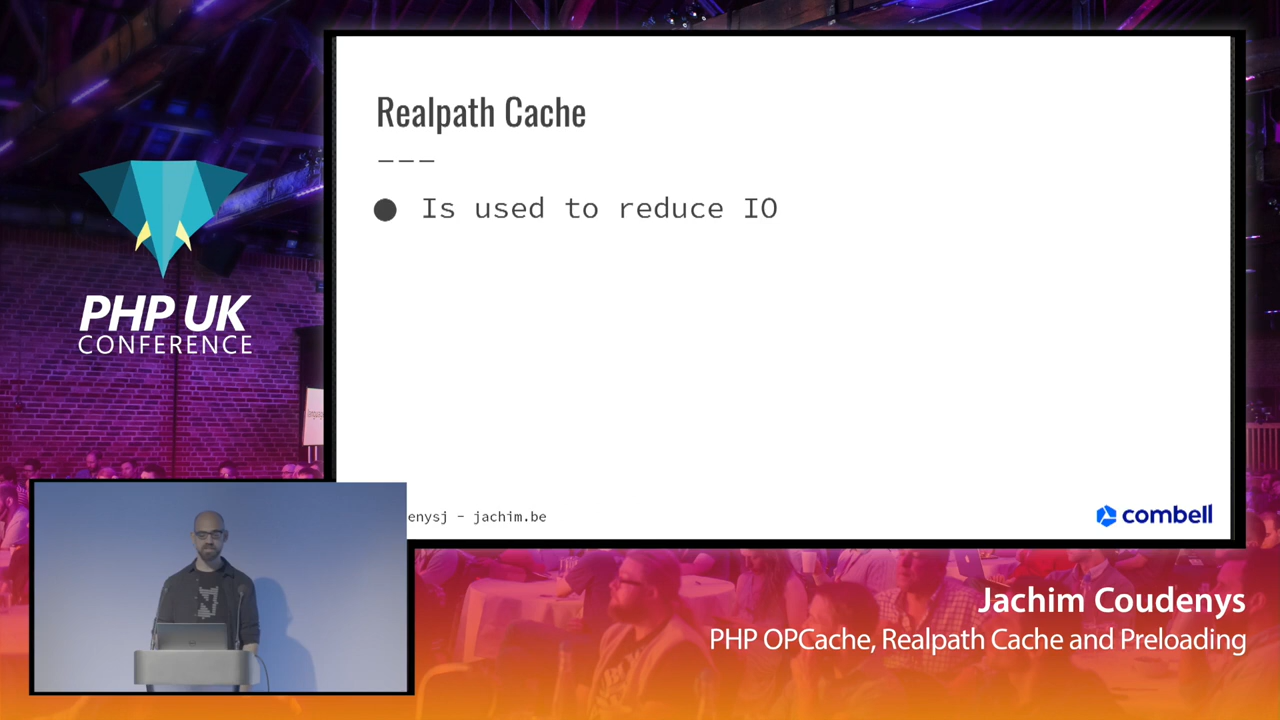 Realpath Cache
---
● Is used to reduce IO
enysj - jachim.be
combell
PHP UK
CONFERENCE
Jachim Coudenys
PHP OPCache, Realpath Cache and Preloading